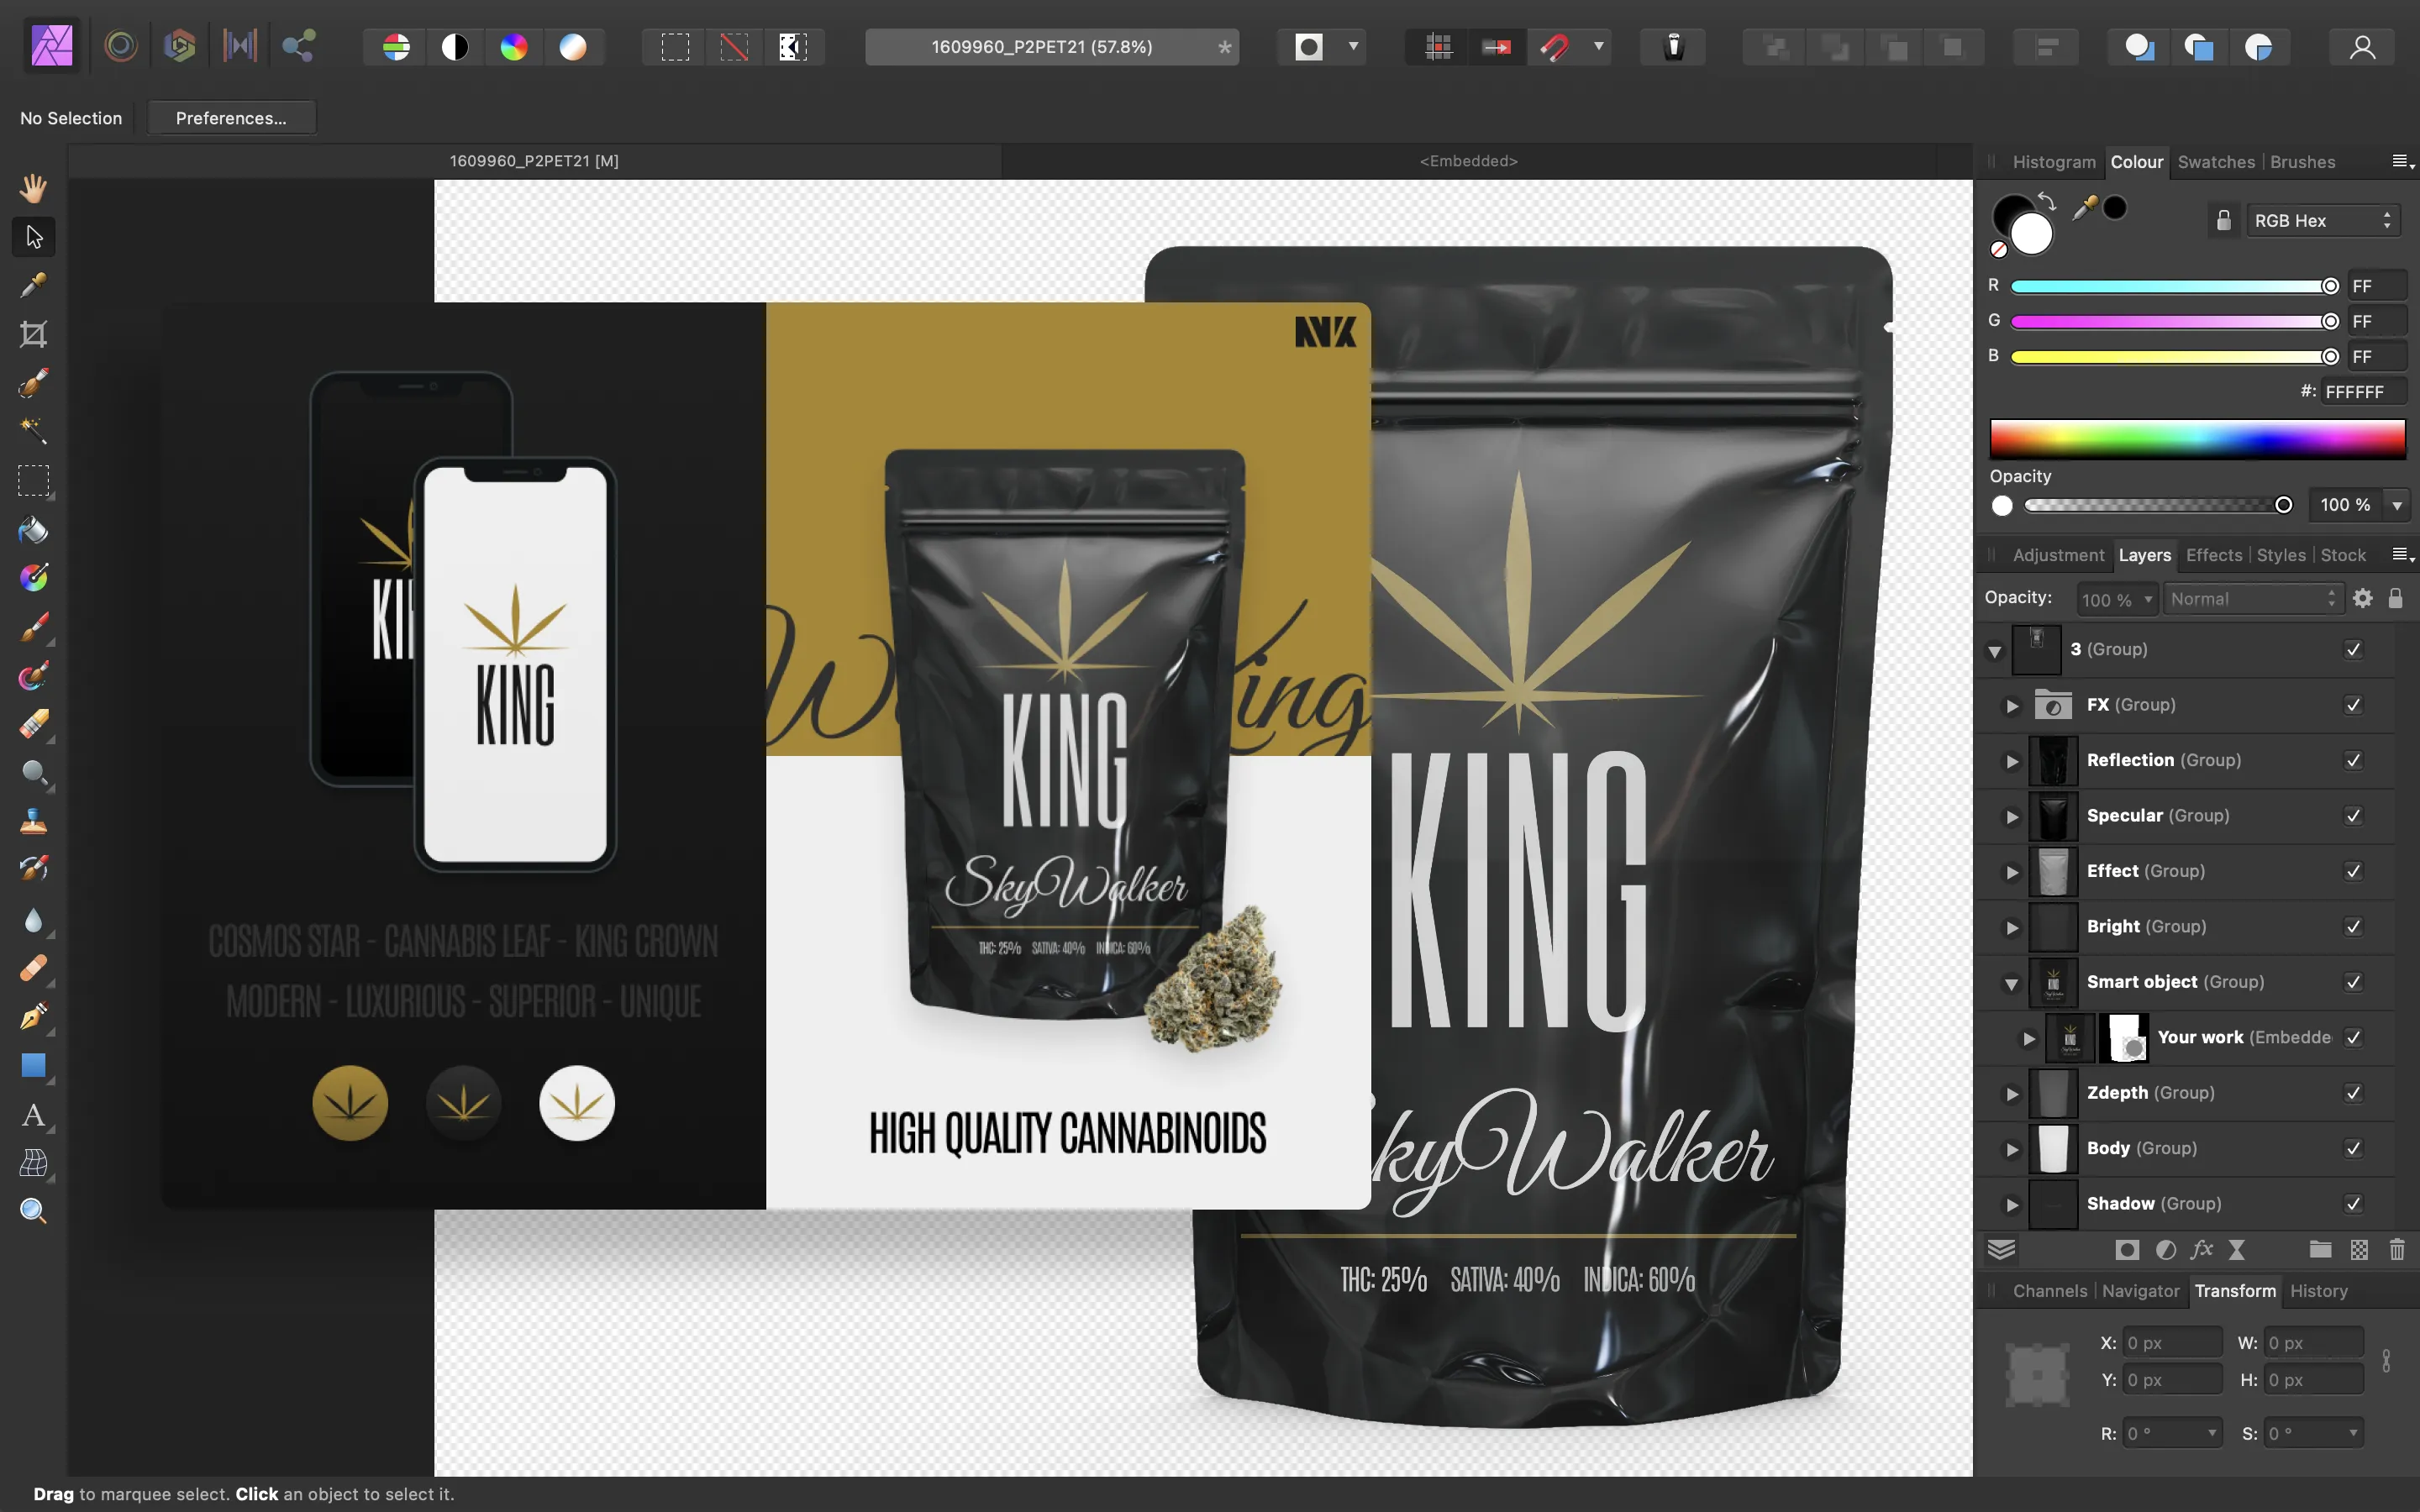 1609960_P2PET21 (57.8%)
*
No Selection
Preferences...
1609960_P2PET21 [M]
<Embedded>
KING
COSMOS STAR - CANNABIS LEAF - KING CROWN
MODERN - LUXURIOUS - SUPERIOR - UNIQUE
NVK
King
KING
SkyWalker
THC: 25% SATIVA: 40% INDICA: 60%
HIGH QUALITY CANNABINOIDS
KING
kyWalker
THC: 25% SATIVA: 40% INDICA: 60%
Histogram Colour Swatches Brushes
RGB Hex
R FF
G FF
B FF
#: FFFFFF
Opacity
100 %
Adjustment Layers Effects Styles Stock
Opacity: 100 % Normal
3 (Group)
FX (Group)
Reflection (Group)
Specular (Group)
Effect (Group)
Bright (Group)
Smart object (Group)
Your work (Embedde
Zdepth (Group)
Body (Group)
Shadow (Group)
fx
Channels Navigator Transform History
X: 0 px W: 0 px
Y: 0 px H: 0 px
R: 0 ° S: 0 °
Drag to marquee select. Click an object to select it.